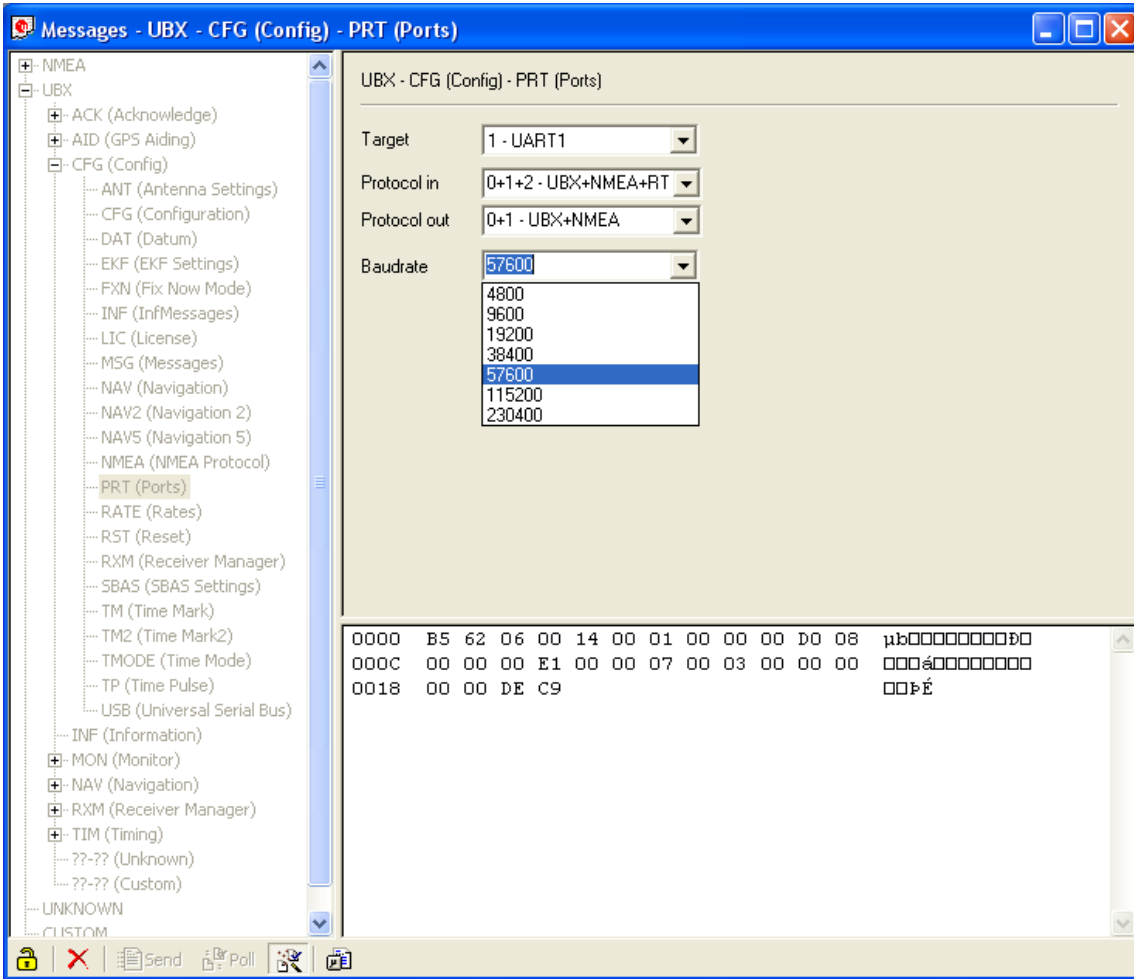 Messages - UBX - CFG (Config) - PRT (Ports)
NMEA
UBX
ACK (Acknowledge)
AID (GPS Aiding)
CFG (Config)
ANT (Antenna Settings)
CFG (Configuration)
DAT (Datum)
EKF (EKF Settings)
FXN (Fix Now Mode)
INF (InfMessages)
LIC (License)
MSG (Messages)
NAV (Navigation)
NAV2 (Navigation 2)
NAV5 (Navigation 5)
NMEA (NMEA Protocol)
PRT (Ports)
RATE (Rates)
RST (Reset)
RXM (Receiver Manager)
SBAS (SBAS Settings)
TM (Time Mark)
TM2 (Time Mark2)
TMODE (Time Mode)
TP (Time Pulse)
USB (Universal Serial Bus)
INF (Information)
MON (Monitor)
NAV (Navigation)
RXM (Receiver Manager)
TIM (Timing)
??-?? (Unknown)
??-?? (Custom)
UNKNOWN
CUSTOM
UBX - CFG (Config) - PRT (Ports)
Target 1 - UART1
Protocol in 0+1+2 - UBX+NMEA+RT
Protocol out 0+1 - UBX+NMEA
Baudrate 57600
4800
9600
19200
38400
57600
115200
230400
0000 B5 62 06 00 14 00 01 00 00 00 D0 08 µb□□□□□□□□Ð□
000C 00 00 00 E1 00 00 07 00 03 00 00 00 □□□á□□□□□□□□
0018 00 00 DE C9 □□ÞÉ
Send Poll